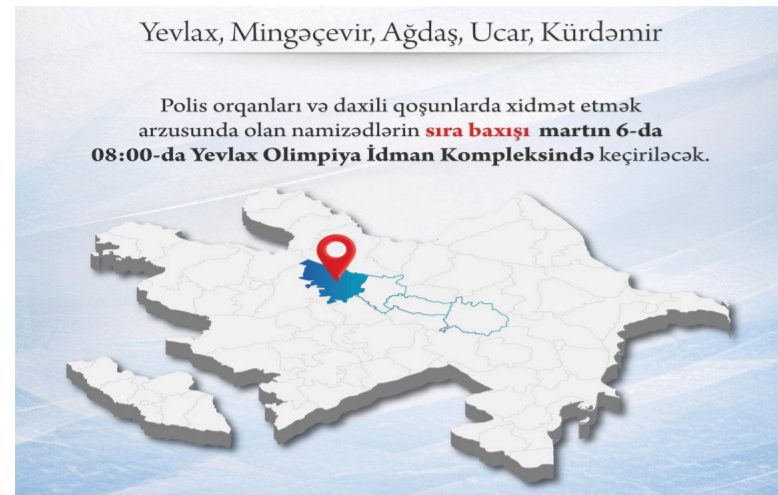 Yevlax, Mingəçevir, Ağdaş, Ucar, Kürdəmir
Polis orqanları və daxili qoşunlarda xidmət etmək
arzusunda olan namizədlərin sıra baxışı martın 6-da
08:00-da Yevlax Olimpiya İdman Kompleksində keçiriləcək.